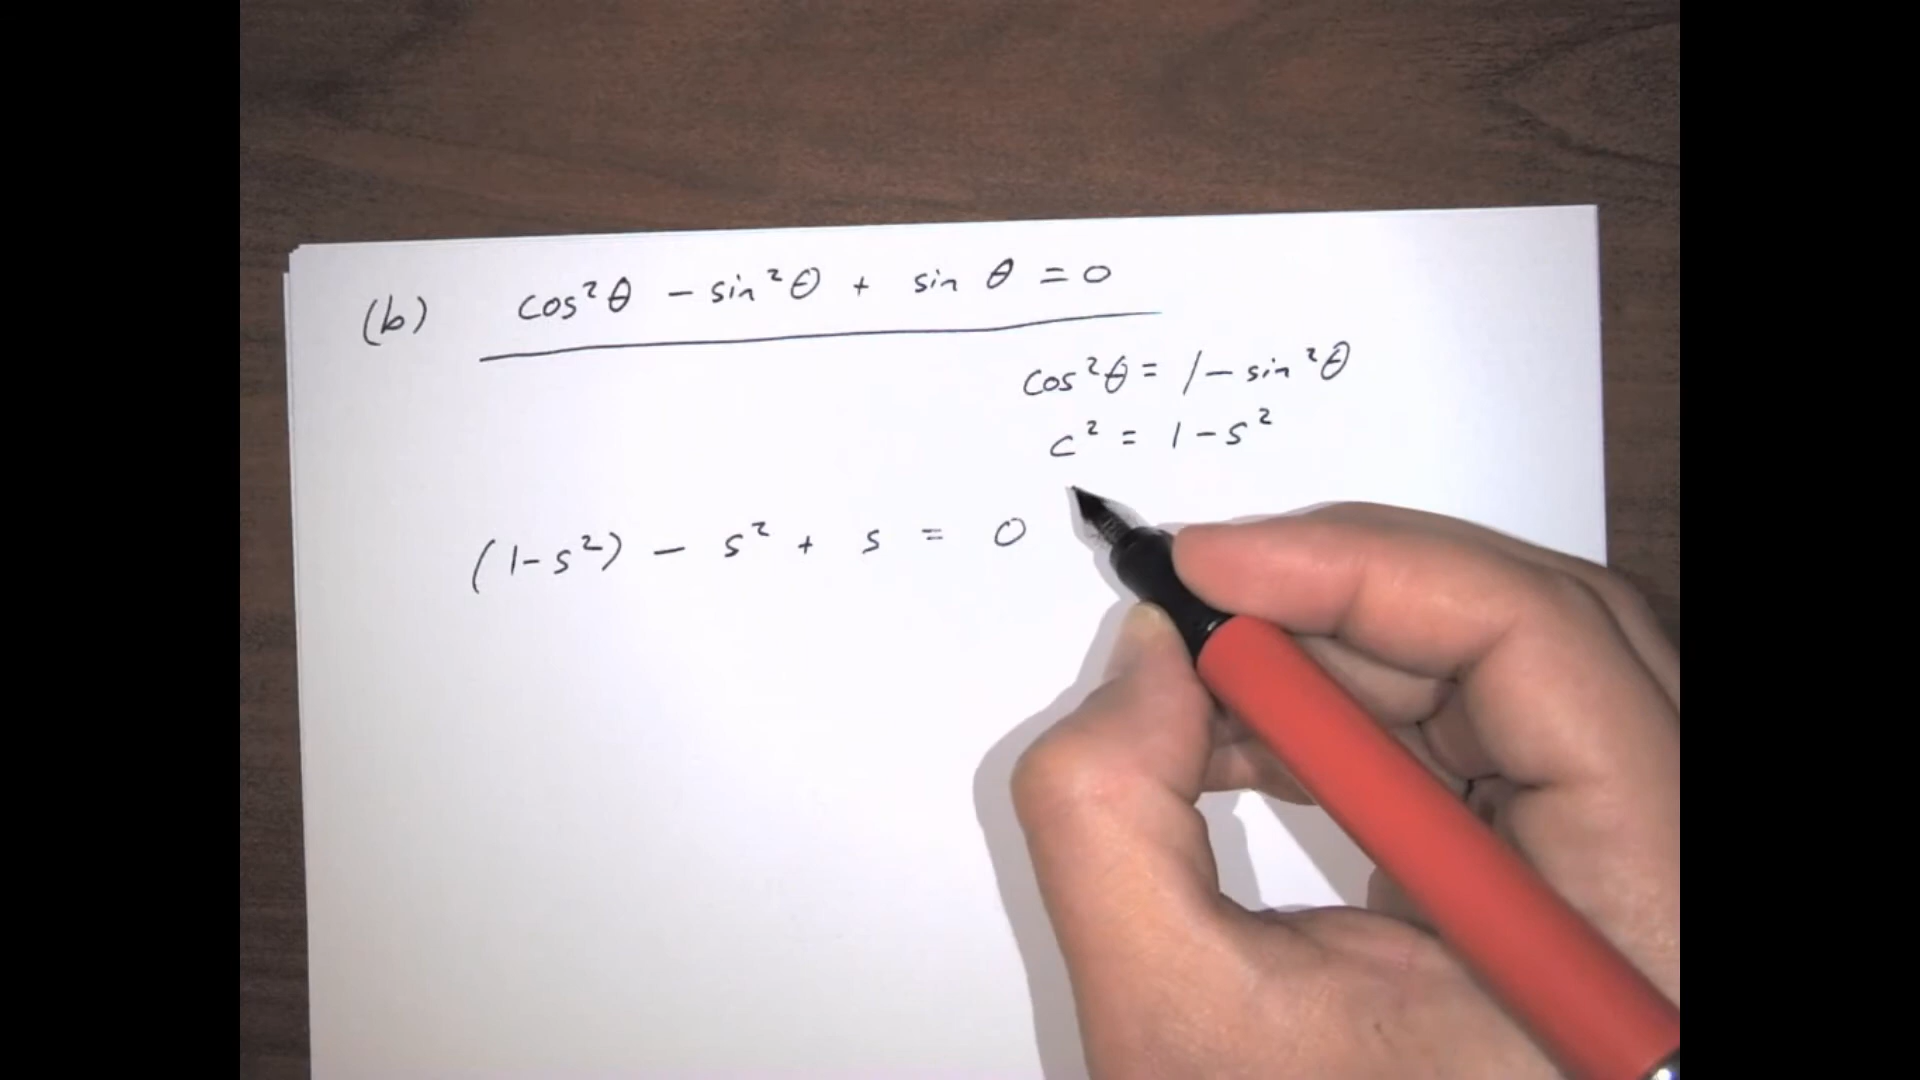 (b) cos²θ - sin²θ + sin θ = 0
cos²θ = 1 - sin²θ
c² = 1 - s²
(1-s²) - s² + s = 0